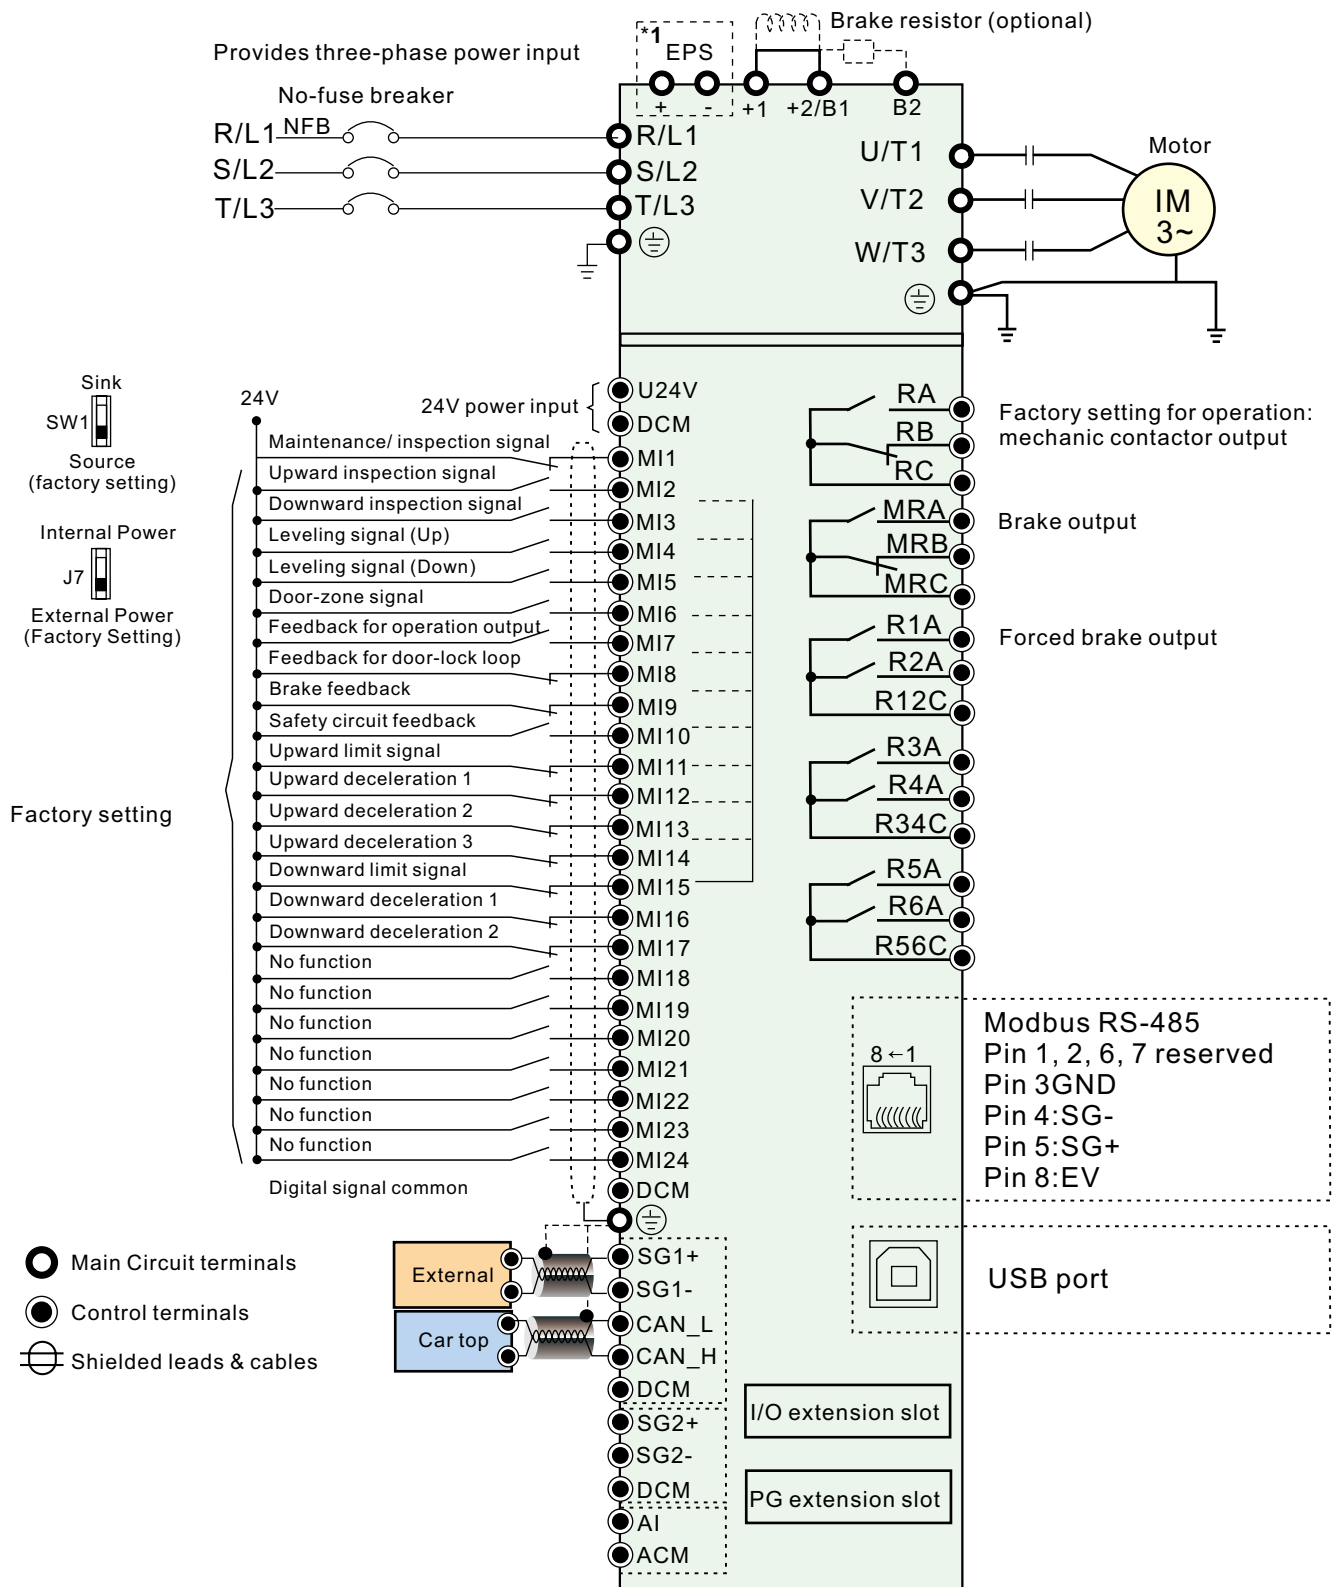 Brake resistor (optional)
*1
EPS
Provides three-phase power input
+
-
+1
+2/B1
B2
No-fuse breaker
R/L1
NFB
R/L1
S/L2
S/L2
T/L3
T/L3
U/T1
V/T2
W/T3
Motor
IM
3~
Sink
SW1
Source
(factory setting)
Internal Power
J7
External Power
(Factory Setting)
Factory setting
24V
24V power input
U24V
DCM
Maintenance/ inspection signal
MI1
Upward inspection signal
MI2
Downward inspection signal
MI3
Leveling signal (Up)
MI4
Leveling signal (Down)
MI5
Door-zone signal
MI6
Feedback for operation output
MI7
Feedback for door-lock loop
MI8
Brake feedback
MI9
Safety circuit feedback
MI10
Upward limit signal
MI11
Upward deceleration 1
MI12
Upward deceleration 2
MI13
Upward deceleration 3
MI14
Downward limit signal
MI15
Downward deceleration 1
MI16
Downward deceleration 2
MI17
No function
MI18
No function
MI19
No function
MI20
No function
MI21
No function
MI22
No function
MI23
No function
MI24
Digital signal common
DCM
RA
RB
RC
Factory setting for operation:
mechanic contactor output
MRA
MRB
MRC
Brake output
R1A
R2A
R12C
Forced brake output
R3A
R4A
R34C
R5A
R6A
R56C
8←1
Modbus RS-485
Pin 1, 2, 6, 7 reserved
Pin 3GND
Pin 4:SG-
Pin 5:SG+
Pin 8:EV
USB port
Main Circuit terminals
Control terminals
Shielded leads & cables
External
Car top
SG1+
SG1-
CAN_L
CAN_H
DCM
SG2+
SG2-
DCM
AI
ACM
I/O extension slot
PG extension slot